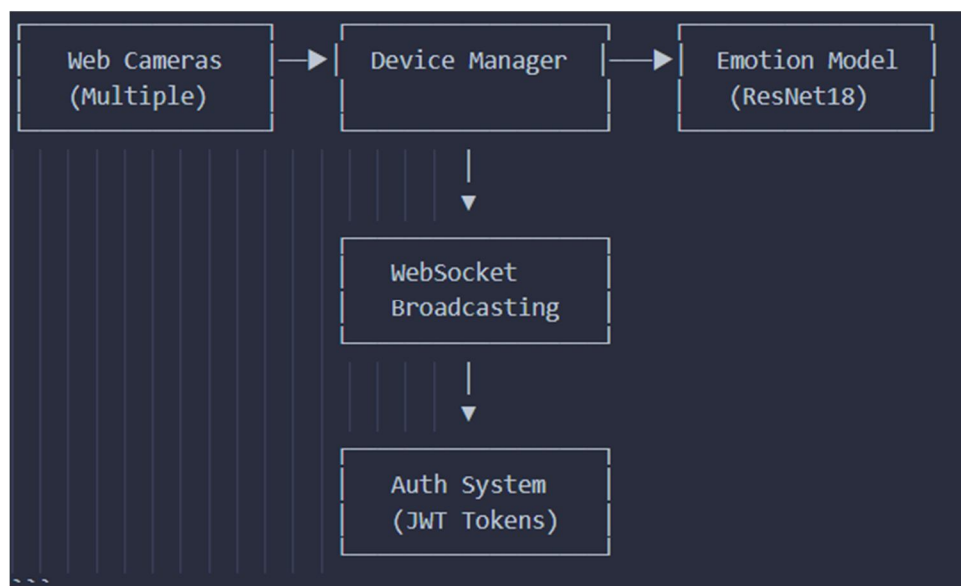 Web Cameras
(Multiple)
Device Manager
Emotion Model
(ResNet18)
WebSocket
Broadcasting
Auth System
(JWT Tokens)
```